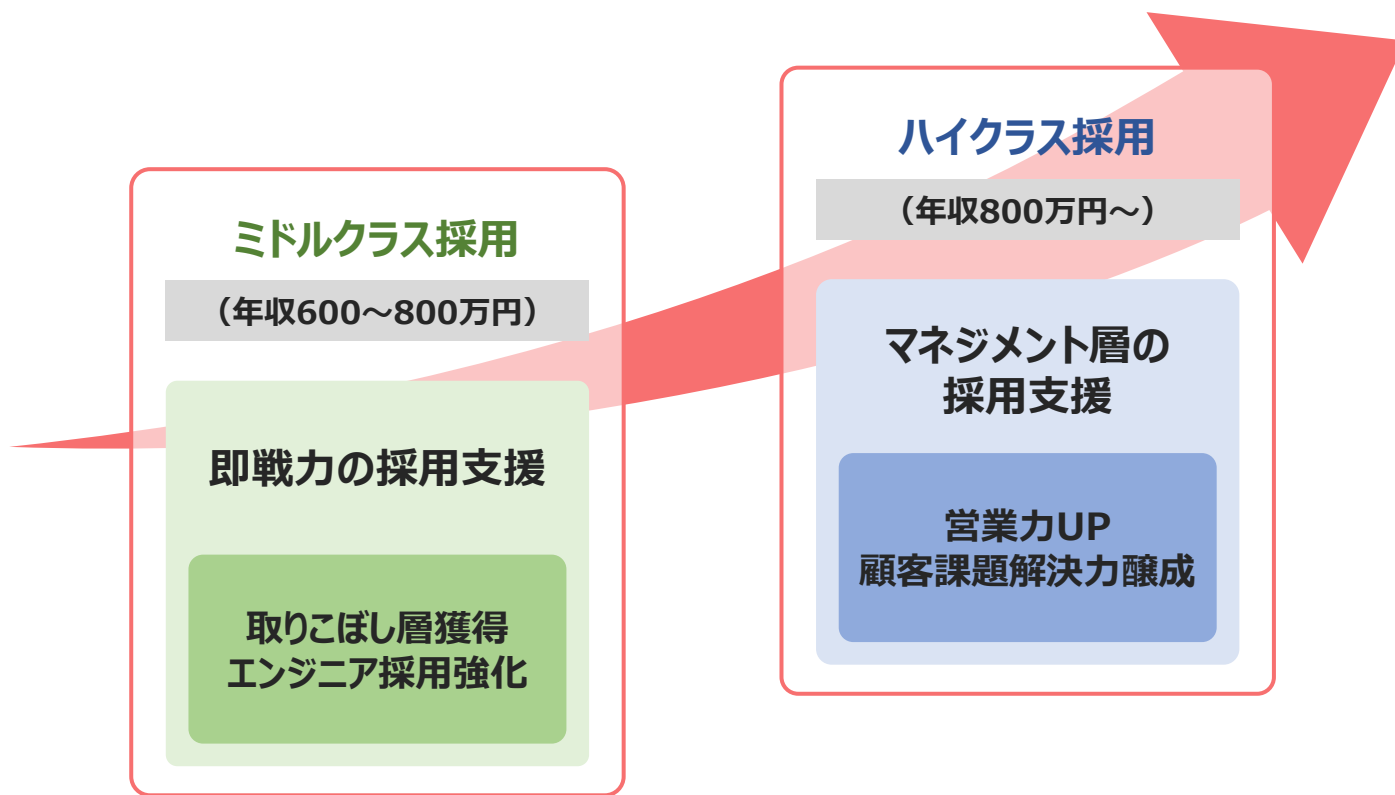 ミドルクラス採用
（年収600～800万円）
即戦力の採用支援
取りこぼし層獲得
エンジニア採用強化
ハイクラス採用
（年収800万円～）
マネジメント層の
採用支援
営業力UP
顧客課題解決力醸成